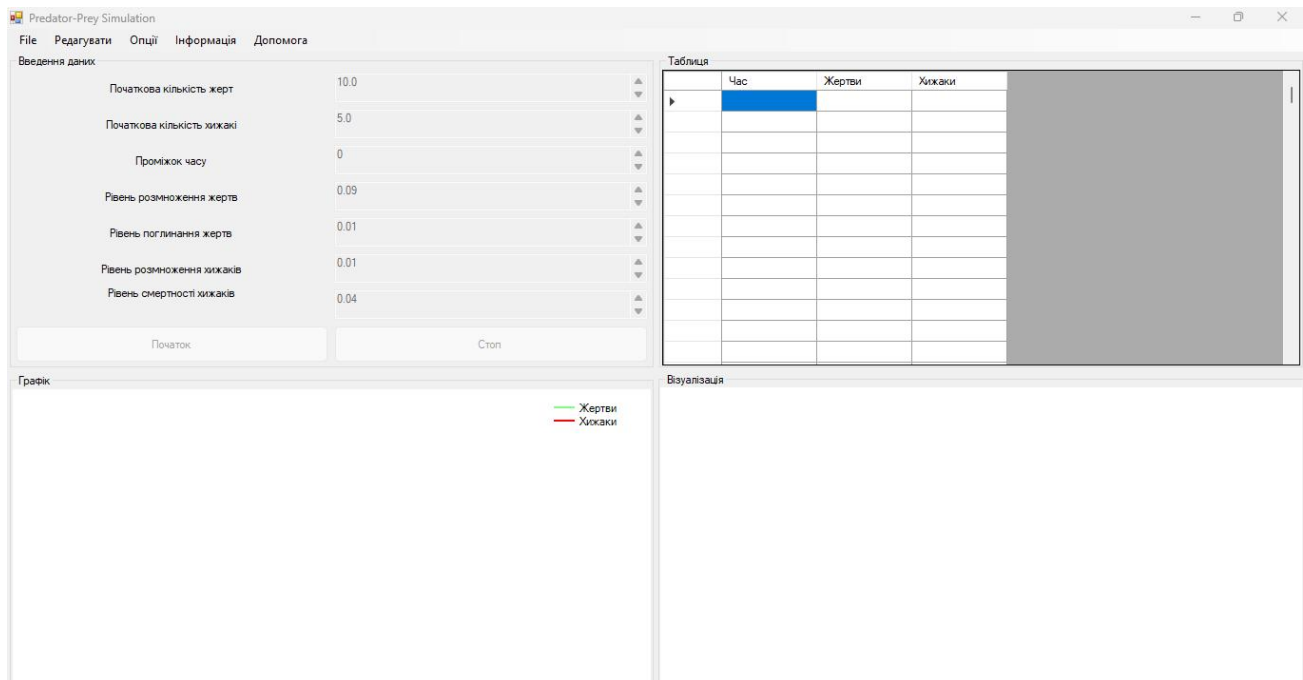 Predator-Prey Simulation
File Редагувати Опції Інформація Допомога
Введення даних
Початкова кількість жерт
10.0
Початкова кількість хижакі
5.0
Проміжок часу
0
Рівень розмноження жертв
0.09
Рівень поглинання жертв
0.01
Рівень розмноження хижаків
0.01
Рівень смертності хижаків
0.04
Початок
Стоп
Таблиця
Час Жертви Хижаки
Графік
Жертви
Хижаки
Візуалізація